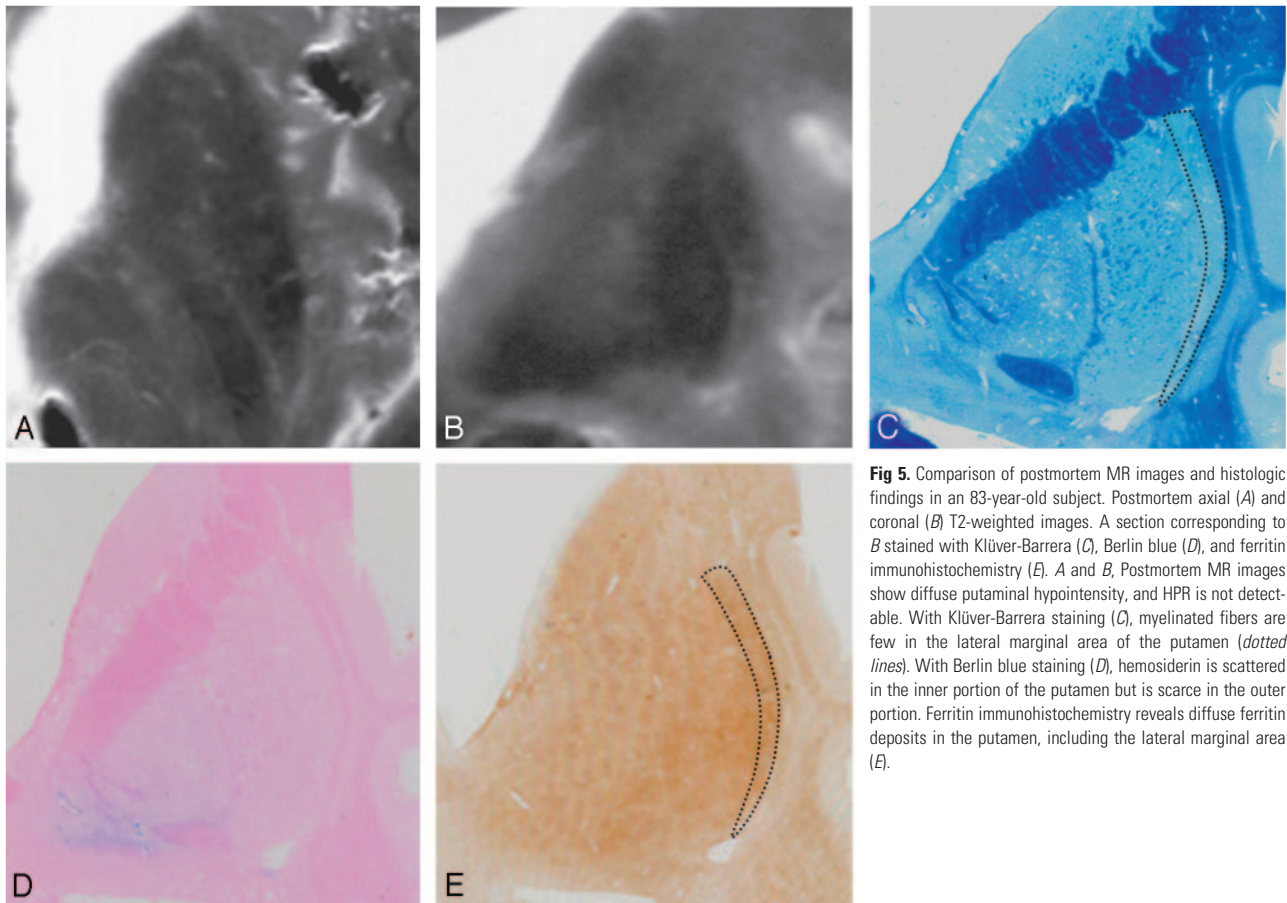 A
B
C
D
E
Fig 5. Comparison of postmortem MR images and histologic
findings in an 83-year-old subject. Postmortem axial (A) and
coronal (B) T2-weighted images. A section corresponding to
B stained with Klüver-Barrera (C), Berlin blue (D), and ferritin
immunohistochemistry (E). A and B, Postmortem MR images
show diffuse putaminal hypointensity, and HPR is not detect-
able. With Klüver-Barrera staining (C), myelinated fibers are
few in the lateral marginal area of the putamen (dotted
lines). With Berlin blue staining (D), hemosiderin is scattered
in the inner portion of the putamen but is scarce in the outer
portion. Ferritin immunohistochemistry reveals diffuse ferritin
deposits in the putamen, including the lateral marginal area
(E).